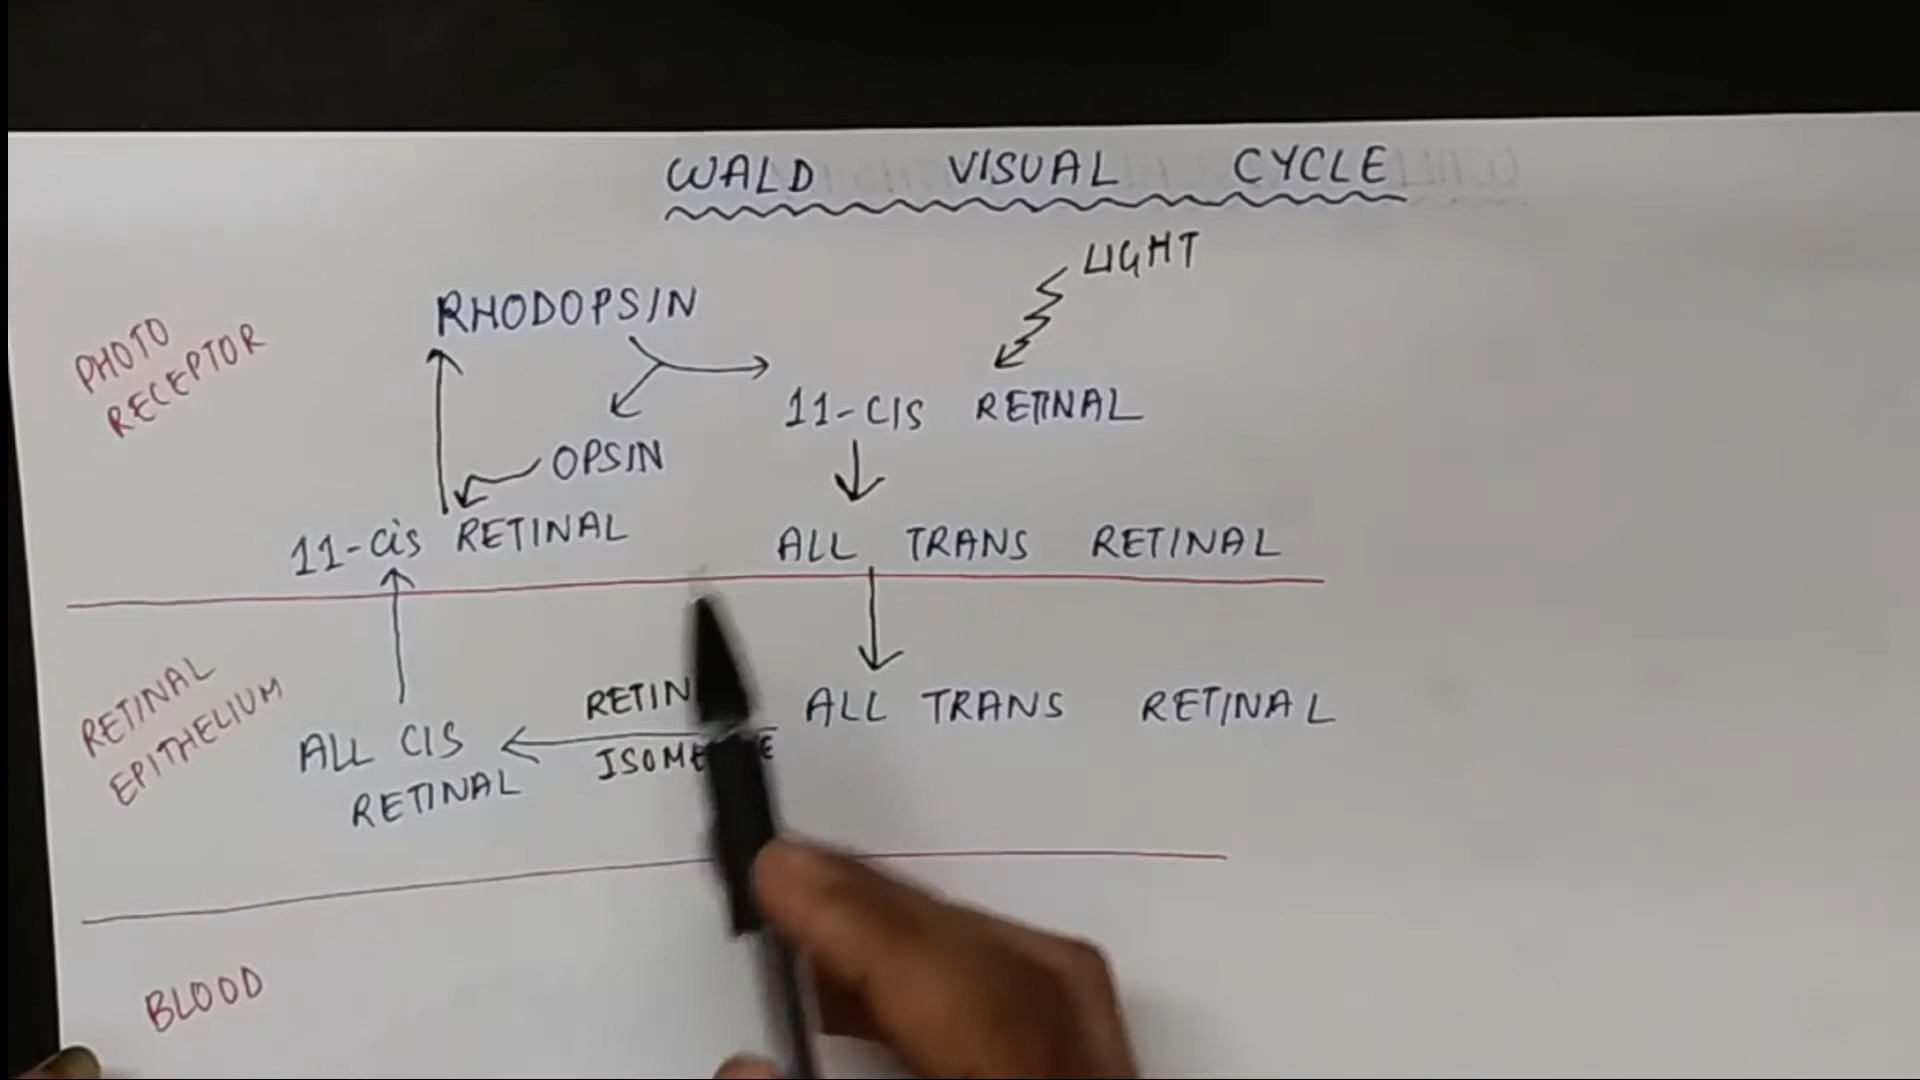 WALD VISUAL CYCLE
LIGHT
RHODOPSIN
PHOTO
RECEPTOR
11-CIS RETINAL
OPSIN
11-cis RETINAL
ALL TRANS RETINAL
RETINAL
EPITHELIUM
ALL TRANS RETINAL
ALL CIS
RETINAL
BLOOD